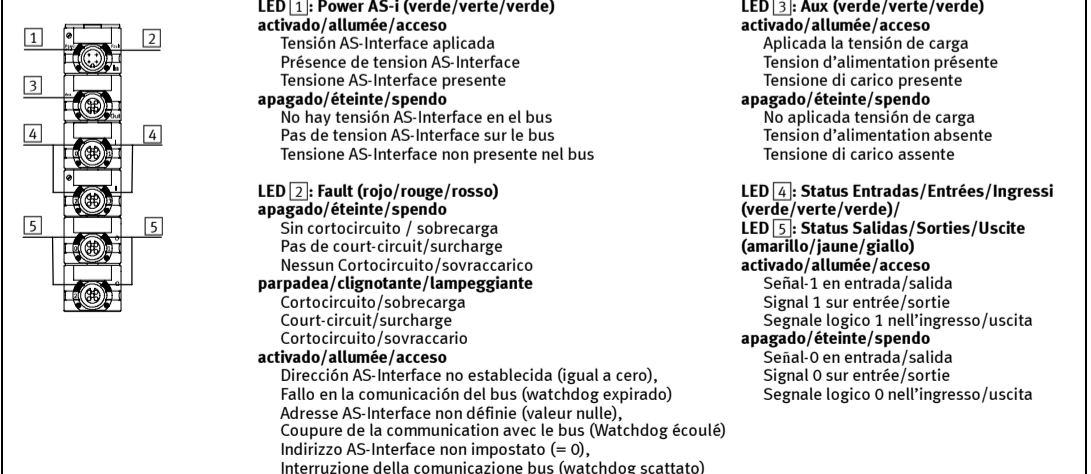 1
2
3
4
4
5
5
LED 1: Power AS-i (verde/verte/verde)
activado/allumée/acceso
Tensión AS-Interface aplicada
Présence de tension AS-Interface
Tensione AS-Interface presente
apagado/éteinte/spendo
No hay tensión AS-Interface en el bus
Pas de tension AS-Interface sur le bus
Tensione AS-Interface non presente nel bus
LED 2: Fault (rojo/rouge/rosso)
apagado/éteinte/spendo
Sin cortocircuito / sobrecarga
Pas de court-circuit/surcharge
Nessun Cortocircuito/sovraccarico
parpadea/clignotante/lampeggiante
Cortocircuito/sobrecarga
Court-circuit/surcharge
Cortocircuito/sovraccario
activado/allumée/acceso
Dirección AS-Interface no establecida (igual a cero),
Fallo en la comunicación del bus (watchdog expirado)
Adresse AS-Interface non définie (valeur nulle),
Coupure de la communication avec le bus (Watchdog écoulé)
Indirizzo AS-Interface non impostato (= 0),
Interruzione della comunicazione bus (watchdog scattato)
LED 3: Aux (verde/verte/verde)
activado/allumée/acceso
Aplicada la tensión de carga
Tension d'alimentation présente
Tensione di carico presente
apagado/éteinte/spendo
No aplicada tensión de carga
Tension d'alimentation absente
Tensione di carico assente
LED 4: Status Entradas/Entrées/Ingressi
(verde/verte/verde)/
LED 5: Status Salidas/Sorties/Uscite
(amarillo/jaune/giallo)
activado/allumée/acceso
Señal-1 en entrada/salida
Signal 1 sur entrée/sortie
Segnale logico 1 nell'ingresso/uscita
apagado/éteinte/spendo
Señal-0 en entrada/salida
Signal 0 sur entrée/sortie
Segnale logico 0 nell'ingresso/uscita